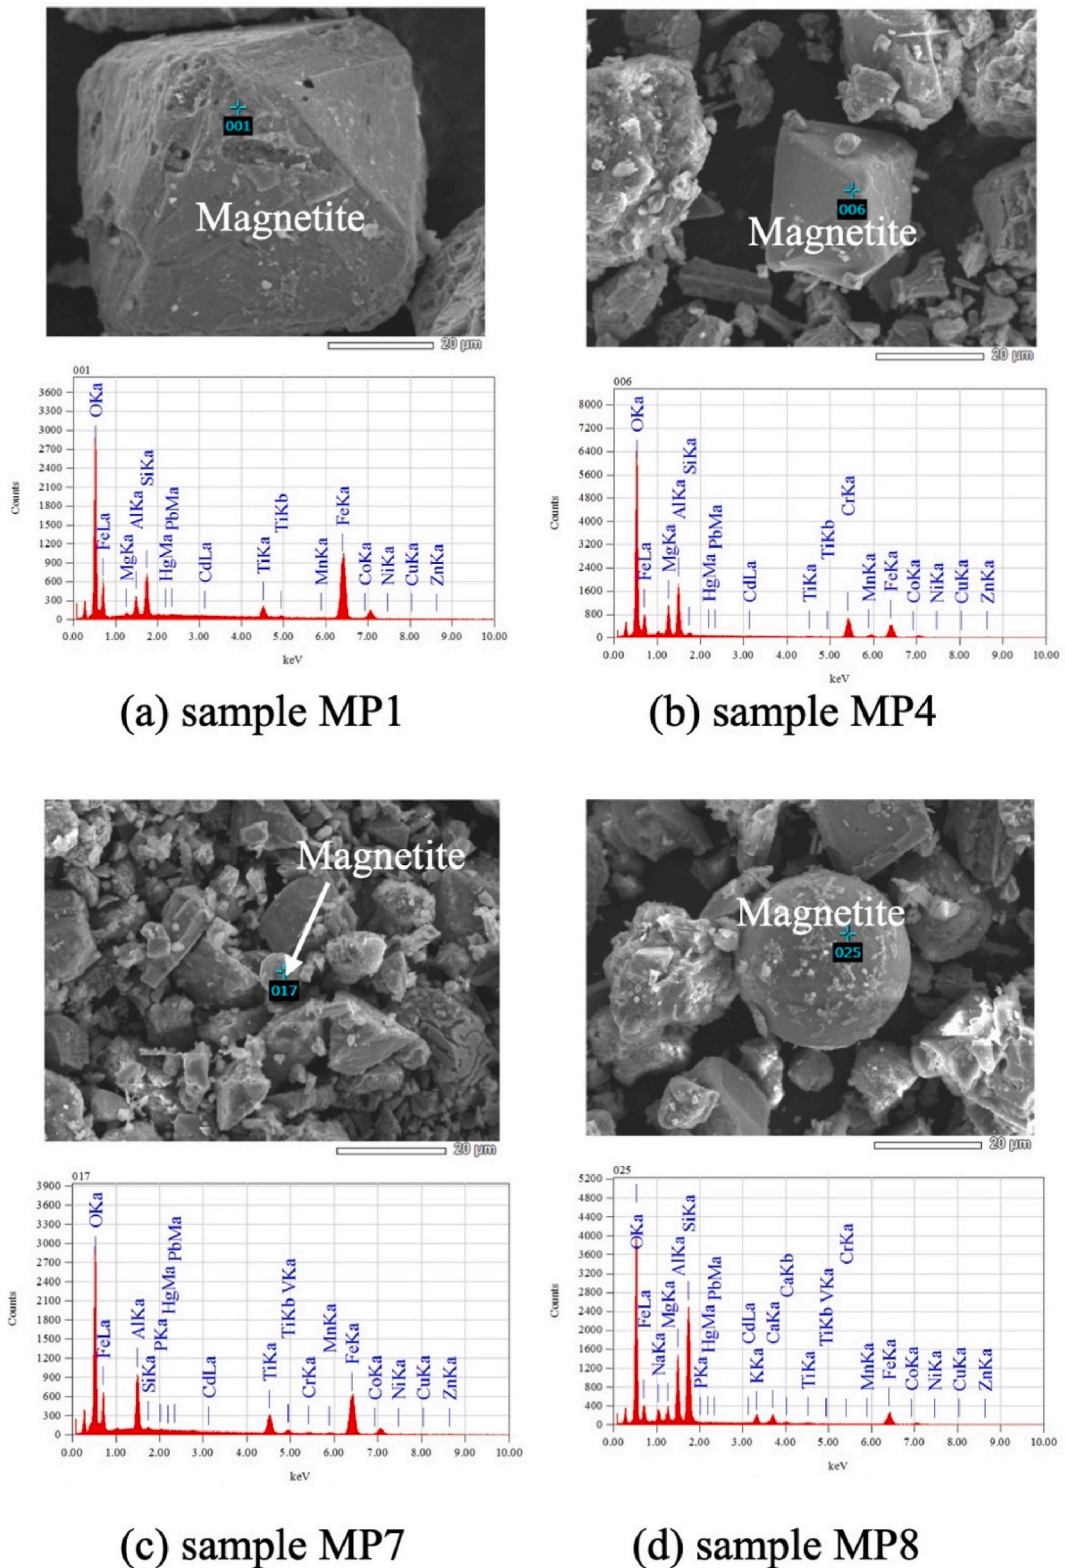 001
Magnetite
20 µm
006
Magnetite
20 µm
001
3600
3300
3000
2700
2400
2100
1800
1500
1200
900
600
300
0
Counts
OKa
FeLa
MgKa
AlKa
SiKa
HgMa
PbMa
CdLa
TiKa
TiKb
MnKa
FeKa
CoKa
NiKa
CuKa
ZnKa
0.00 1.00 2.00 3.00 4.00 5.00 6.00 7.00 8.00 9.00 10.00
keV
006
8000
7200
6400
5600
4800
4000
3200
2400
1600
800
0
Counts
OKa
FeLa
MgKa
AlKa
SiKa
HgMa
PbMa
CdLa
TiKa
TiKb
CrKa
MnKa
FeKa
CoKa
NiKa
CuKa
ZnKa
0.00 1.00 2.00 3.00 4.00 5.00 6.00 7.00 8.00 9.00 10.00
keV
(a) sample MP1
(b) sample MP4
Magnetite
017
20 µm
Magnetite
025
20 µm
017
3900
3600
3300
3000
2700
2400
2100
1800
1500
1200
900
600
300
0
Counts
OKa
FeLa
AlKa
SiKa
PKa
HgMa
PbMa
CdLa
TiKa
TiKb
VKa
CrKa
MnKa
FeKa
CoKa
NiKa
CuKa
ZnKa
0.00 1.00 2.00 3.00 4.00 5.00 6.00 7.00 8.00 9.00 10.00
keV
025
5200
4800
4400
4000
3600
3200
2800
2400
2000
1600
1200
800
400
0
Counts
OKa
FeLa
NaKa
MgKa
AlKa
SiKa
PKa
HgMa
PbMa
CdLa
KKa
CaKa
CaKb
TiKa
TiKb
VKa
CrKa
MnKa
FeKa
CoKa
NiKa
CuKa
ZnKa
0.00 1.00 2.00 3.00 4.00 5.00 6.00 7.00 8.00 9.00 10.00
keV
(c) sample MP7
(d) sample MP8